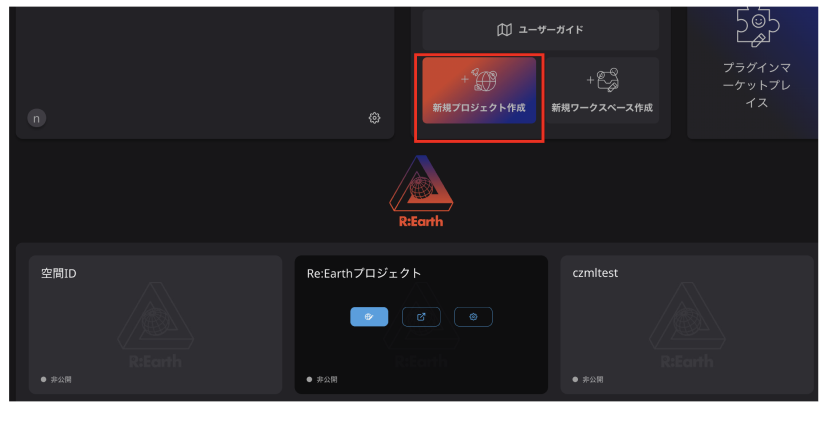 ユーザーガイド
プラグインマ
ーケットプレ
イス
新規プロジェクト作成
新規ワークスペース作成
n
R:Earth
空間ID
Re:Earthプロジェクト
czmltest
R:Earth
R:Earth
R:Earth
非公開
非公開
非公開